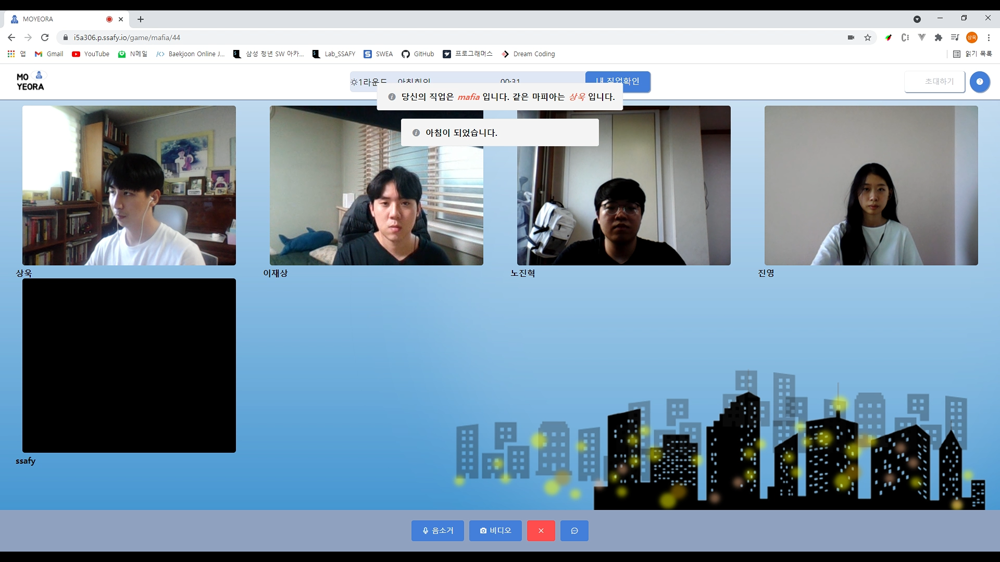 MOYEORA
i5a306.p.ssafy.io/game/mafia/44
상욱
앱
Gmail
YouTube
N메일
Baekjoon Online J...
삼성 청년 SW 아카...
Lab_SSAFY
SWEA
GitHub
프로그래머스
Dream Coding
읽기 목록
MO
YEORA
1라운드 아침회의 00:31
내 직업확인
초대하기
당신의 직업은 mafia 입니다. 같은 마피아는 상욱 입니다.
아침이 되었습니다.
상욱
이재상
노진혁
진영
ssafy
음소거
비디오